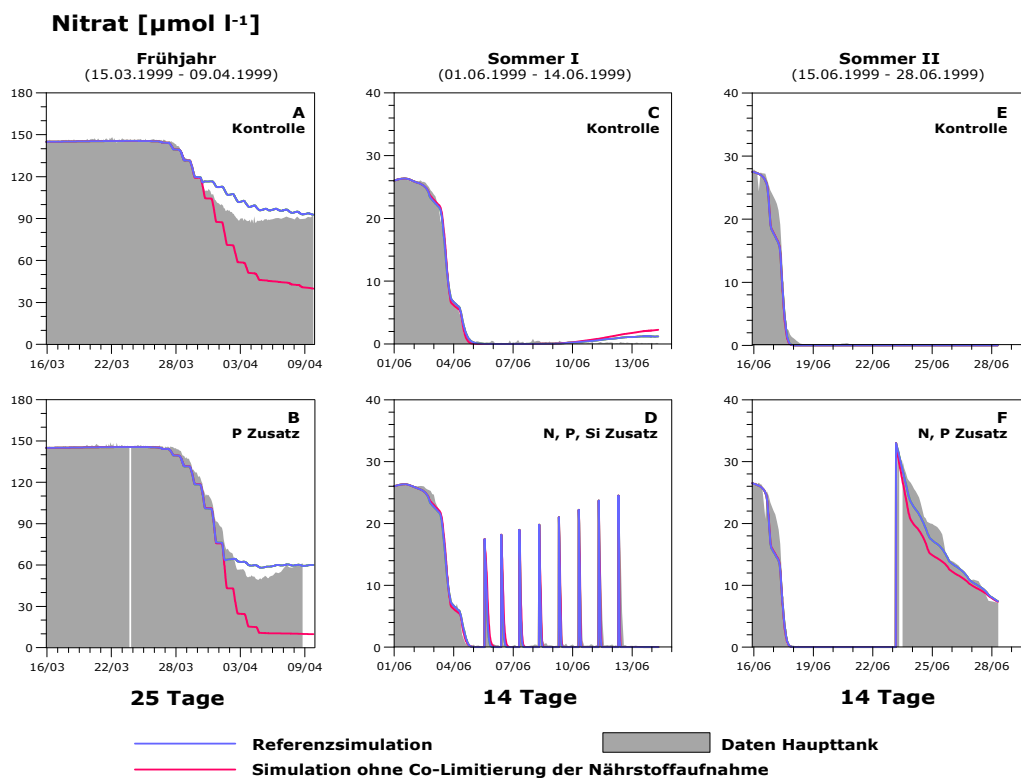 Nitrat [µmol l-1]
Frühjahr
(15.03.1999 - 09.04.1999)
Sommer I
(01.06.1999 - 14.06.1999)
Sommer II
(15.06.1999 - 28.06.1999)
180
150
120
90
60
30
0
A
Kontrolle
16/03 22/03 28/03 03/04 09/04
40
30
20
10
0
C
Kontrolle
01/06 04/06 07/06 10/06 13/06
40
30
20
10
0
E
Kontrolle
16/06 19/06 22/06 25/06 28/06
180
150
120
90
60
30
0
B
P Zusatz
16/03 22/03 28/03 03/04 09/04
40
30
20
10
0
D
N, P, Si Zusatz
01/06 04/06 07/06 10/06 13/06
40
30
20
10
0
F
N, P Zusatz
16/06 19/06 22/06 25/06 28/06
25 Tage
14 Tage
14 Tage
Referenzsimulation
Daten Haupttank
Simulation ohne Co-Limitierung der Nährstoffaufnahme